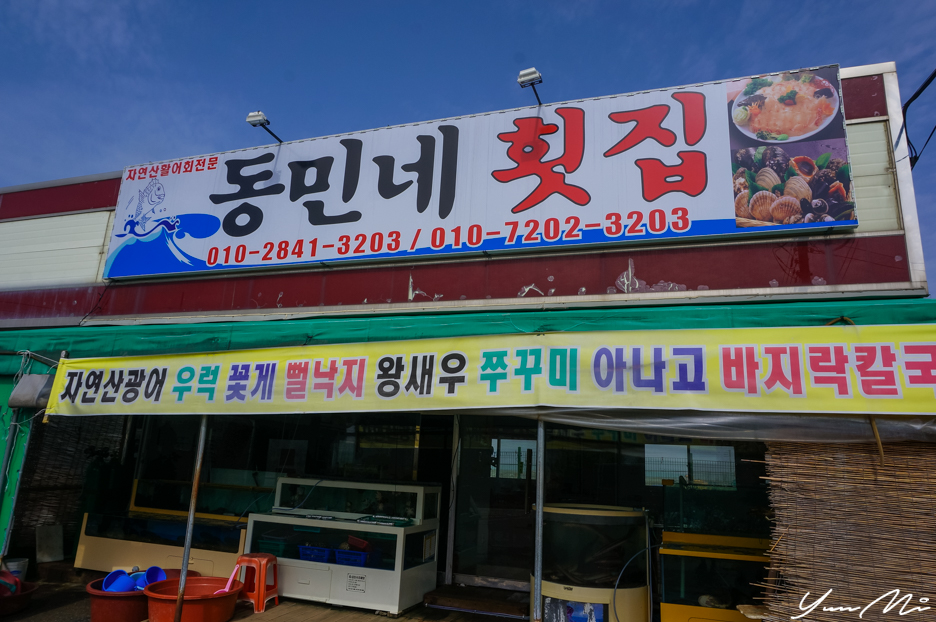 자연산활어회전문
동민네 횟집
010-2841-3203 / 010-7202-3203
자연산광어 우럭 꽃게 뻘낙지 왕새우 쭈꾸미 아나고 바지락칼국
Yun Mi